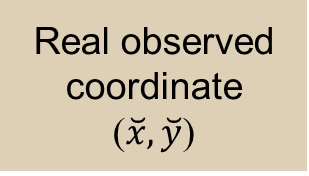 Real observed
coordinate
(x̆, y̆)